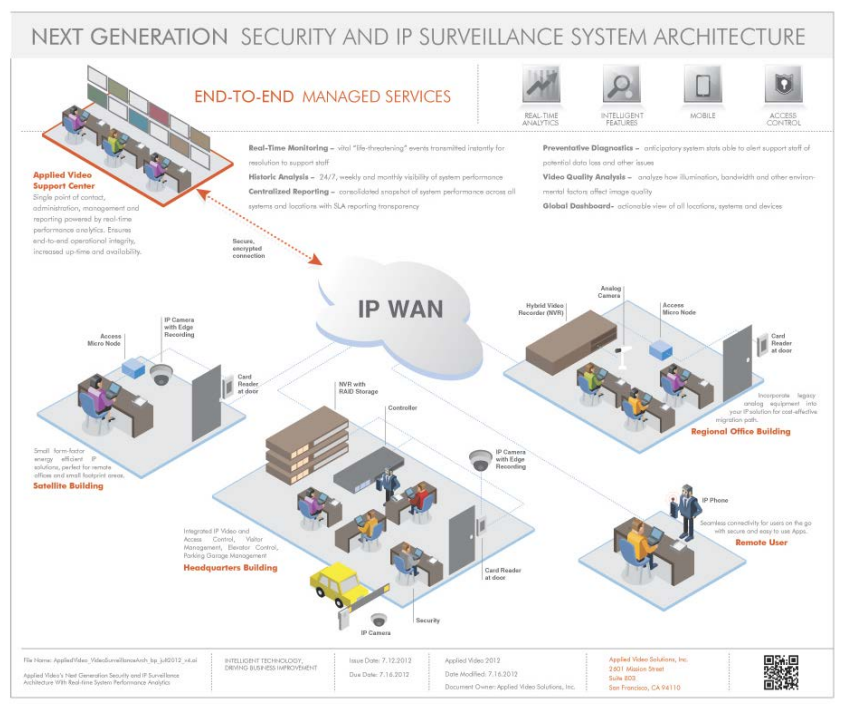 NEXT GENERATION SECURITY AND IP SURVEILLANCE SYSTEM ARCHITECTURE
END-TO-END MANAGED SERVICES
REAL-TIME
ANALYTICS
INTELLIGENT
FEATURES
MOBILE
ACCESS
CONTROL
Real-Time Monitoring – vital "life-threatening" events transmitted instantly for
resolution to support staff
Historic Analysis – 24/7, weekly and monthly visibility of system performance
Centralized Reporting – consolidated snapshot of system performance across all
systems and locations with SLA reporting transparency
Preventative Diagnostics – anticipatory system stats able to alert support staff of
potential data loss and other issues
Video Quality Analysis – analyze how illumination, bandwidth and other environ-
mental factors affect image quality
Global Dashboard– actionable view of all locations, systems and devices
Applied Video
Support Center
Single point of contact,
administration, management and
reporting powered by real-time
performance analytics. Ensures
end-to-end operational integrity,
increased up-time and availability.
Secure,
encrypted
connection
IP WAN
Access
Micro Node
IP Camera
with Edge
Recording
Card
Reader
at door
Small form-factor
energy efficient IP
solutions, perfect for remote
offices and small footprint areas.
Satellite Building
Hybrid Video
Recorder (NVR)
Analog
Camera
Access
Micro Node
Card
Reader
at door
Incorporate legacy
analog equipment into
your IP solution for cost-effective
migration path.
Regional Office Building
NVR with
RAID Storage
Controller
IP Camera
with Edge
Recording
Card Reader
at door
Security
IP Camera
Integrated IP Video and
Access Control, Visitor
Management, Elevator Control,
Parking Garage Management
Headquarters Building
IP Phone
Seamless connectivity for users on the go
with secure and easy to use Apps.
Remote User
Applied Video's Next Generation Security and IP Surveillance
Architecture With Real-time System Performance Analytics
INTELLIGENT TECHNOLOGY,
DRIVING BUSINESS IMPROVEMENT
Issue Date: 7.12.2012
Due Date: 7.16.2012
Applied Video 2012
Date Modified: 7.16.2012
Document Owner: Applied Video Solutions, Inc.
Applied Video Solutions, Inc.
2601 Mission Street
San Francisco, CA 94110